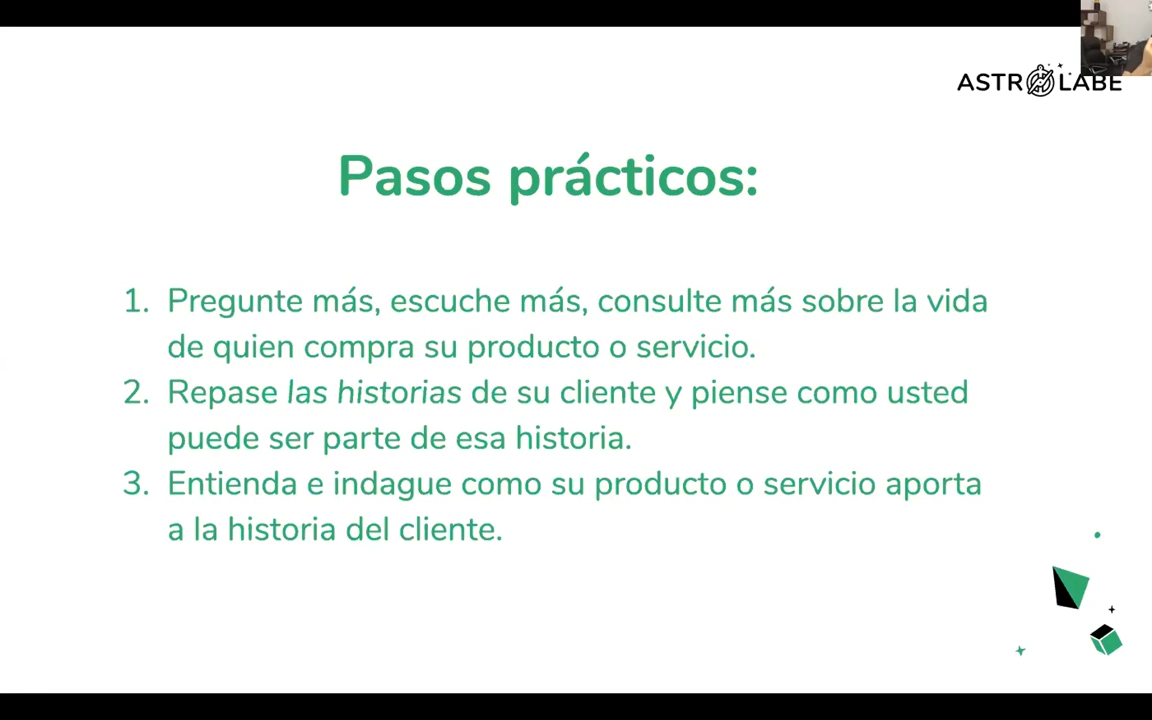 ASTROLABE
Pasos prácticos:
1. Pregunte más, escuche más, consulte más sobre la vida
de quien compra su producto o servicio.
2. Repase las historias de su cliente y piense como usted
puede ser parte de esa historia.
3. Entienda e indague como su producto o servicio aporta
a la historia del cliente.